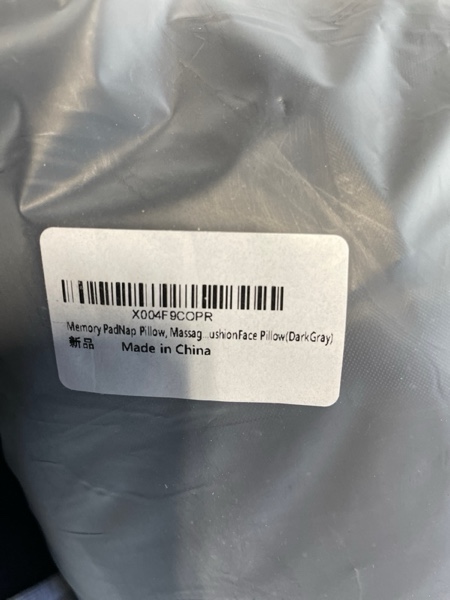 X004F9COPR
Memory PadNap Pillow, Massag...ushionFace Pillow(DarkGray)
新品 Made in China